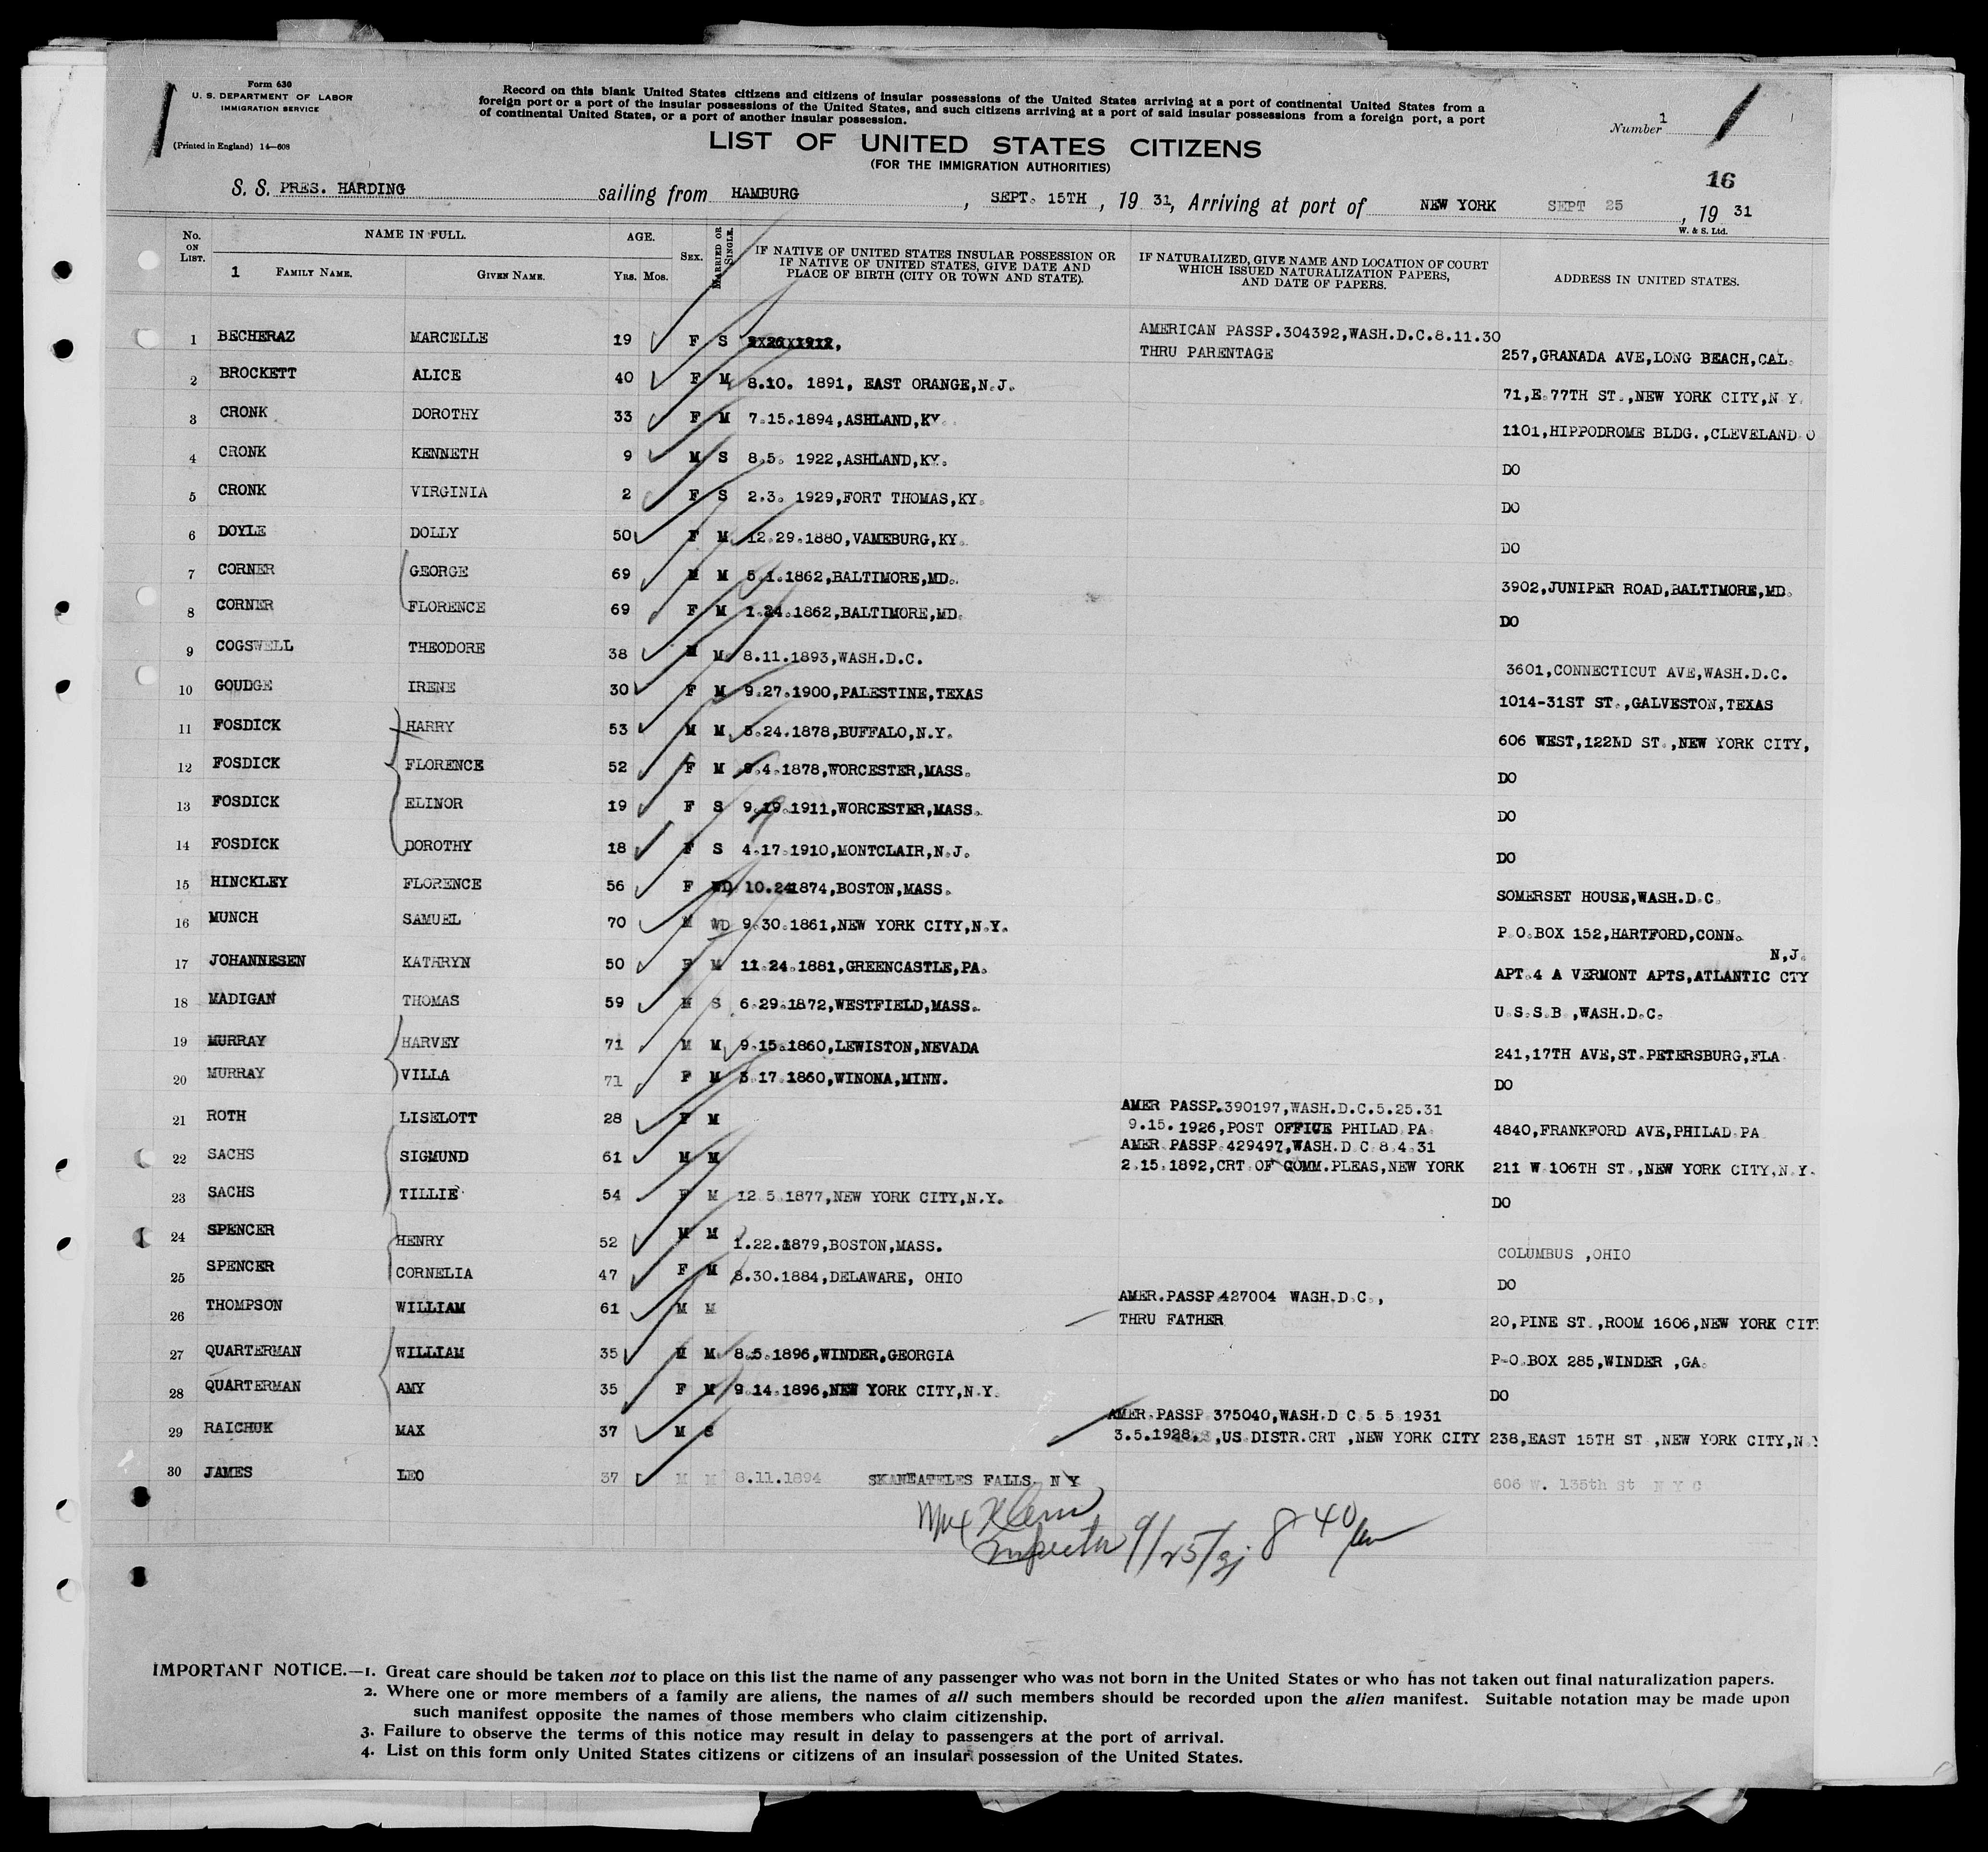 Form 630
U. S. DEPARTMENT OF LABOR
IMMIGRATION SERVICE
(Printed in England) 14—608
Record on this blank United States citizens and citizens of insular possessions of the United States arriving at a port of continental United States from a
foreign port or a port of the insular possessions of the United States, and such citizens arriving at a port of said insular possessions from a foreign port, a port
of continental United States, or a port of another insular possession.
LIST OF UNITED STATES CITIZENS
(FOR THE IMMIGRATION AUTHORITIES)
Number 1
16
S. S. PRES. HARDING sailing from HAMBURG, SEPT. 15TH, 19 31, Arriving at port of NEW YORK SEPT 25, 19 31
W. & S. Ltd.
No. ON LIST. NAME IN FULL. AGE. SEX. MARRIED OR SINGLE. IF NATIVE OF UNITED STATES INSULAR POSSESSION OR IF NATIVE OF UNITED STATES, GIVE DATE AND PLACE OF BIRTH (CITY OR TOWN AND STATE). IF NATURALIZED, GIVE NAME AND LOCATION OF COURT WHICH ISSUED NATURALIZATION PAPERS, AND DATE OF PAPERS. ADDRESS IN UNITED STATES.
1 FAMILY NAME. GIVEN NAME. YRS. MOS.
1 BECHERAZ MARCELLE 19 F S AMERICAN PASSP.304392,WASH.D.C.8.11.30
THRU PARENTAGE 257,GRANADA AVE,LONG BEACH,CAL.
2 BROCKETT ALICE 40 F M 8.10. 1891, EAST ORANGE,N.J. 71,E.77TH ST.,NEW YORK CITY,N.Y.
3 CRONK DOROTHY 33 F M 7.15.1894,ASHLAND,KY. 1101,HIPPODROME BLDG.,CLEVELAND O
4 CRONK KENNETH 9 M S 8.5. 1922,ASHLAND,KY. DO
5 CRONK VIRGINIA 2 F S 2.3. 1929,FORT THOMAS,KY. DO
6 DOYLE DOLLY 50 F M 12.29.1880,VAMEBURG,KY. DO
7 CORNER GEORGE 69 M M 5.1.1862,BALTIMORE,MD. 3902,JUNIPER ROAD,BALTIMORE,MD.
8 CORNER FLORENCE 69 F M 1.24.1862,BALTIMORE,MD. DO
9 COGSWELL THEODORE 38 M M 8.11.1893,WASH.D.C. 3601,CONNECTICUT AVE,WASH.D.C.
10 GOUDGE IRENE 30 F M 9.27.1900,PALESTINE,TEXAS 1014-31ST ST.,GALVESTON,TEXAS
11 FOSDICK HARRY 53 M M 5.24.1878,BUFFALO,N.Y. 606 WEST,122ND ST.,NEW YORK CITY,
12 FOSDICK FLORENCE 52 F M .4.1878,WORCESTER,MASS. DO
13 FOSDICK ELINOR 19 F S 9.19.1911,WORCESTER,MASS. DO
14 FOSDICK DOROTHY 18 F S 4.17.1910,MONTCLAIR,N.J. DO
15 HINCKLEY FLORENCE 56 F WD 10.24.1874,BOSTON,MASS. SOMERSET HOUSE,WASH.D.C.
16 MUNCH SAMUEL 70 M WD 9.30.1861,NEW YORK CITY,N.Y. P.O.BOX 152,HARTFORD,CONN.
N,J.
17 JOHANNESEN KATHRYN 50 F M 11.24.1881,GREENCASTLE,PA. APT.4 A VERMONT APTS,ATLANTIC CTY
18 MADIGAN THOMAS 59 M S 6.29.1872,WESTFIELD,MASS. U.S.S.B.,WASH.D.C.
19 MURRAY HARVEY 71 M M 9.15.1860,LEWISTON,NEVADA 241,17TH AVE,ST.PETERSBURG,FLA.
20 MURRAY VILLA 71 F M 3.17.1860,WINONA,MINN. DO
21 ROTH LISELOTT 28 F M AMER PASSP.390197,WASH.D.C.5.25.31
9.15.1926,POST OFFICE PHILAD.PA. 4840,FRANKFORD AVE,PHILAD.PA
22 SACHS SIGMUND 61 M M AMER.PASSP.429497,WASH.D.C.8.4.31
2.15.1892,CRT.OF COMM.PLEAS,NEW YORK 211 W.106TH ST.,NEW YORK CITY,N.Y.
23 SACHS TILLIE 54 F M 12.5.1877,NEW YORK CITY,N.Y. DO
24 SPENCER HENRY 52 M M 1.22.1879,BOSTON,MASS. COLUMBUS ,OHIO
25 SPENCER CORNELIA 47 F M 8.30.1884,DELAWARE, OHIO DO
26 THOMPSON WILLIAM 61 M M AMER.PASSP.427004 WASH.D.C.,
THRU FATHER 20,PINE ST.,ROOM 1606,NEW YORK CIT
27 QUARTERMAN WILLIAM 35 M M 8.5.1896,WINDER,GEORGIA P.O.BOX 285,WINDER ,GA.
28 QUARTERMAN AMY 35 F M 9.14.1896,NEW YORK CITY,N.Y. DO
29 RAICHUK MAX 37 M S AMER.PASSP.375040,WASH.D.C.5.5.1931
3.5.1928, ,US.DISTR.CRT.,NEW YORK CITY 238,EAST 15TH ST.,NEW YORK CITY,N.Y
30 JAMES LEO 37 M M 8.11.1894 SKANEATELES FALLS. N Y 606 W. 135th St N Y C
Max Klein
Inspector 9/25/31 8 40
IMPORTANT NOTICE.—1. Great care should be taken not to place on this list the name of any passenger who was not born in the United States or who has not taken out final naturalization papers.
2. Where one or more members of a family are aliens, the names of all such members should be recorded upon the alien manifest. Suitable notation may be made upon
such manifest opposite the names of those members who claim citizenship.
3. Failure to observe the terms of this notice may result in delay to passengers at the port of arrival.
4. List on this form only United States citizens or citizens of an insular possession of the United States.